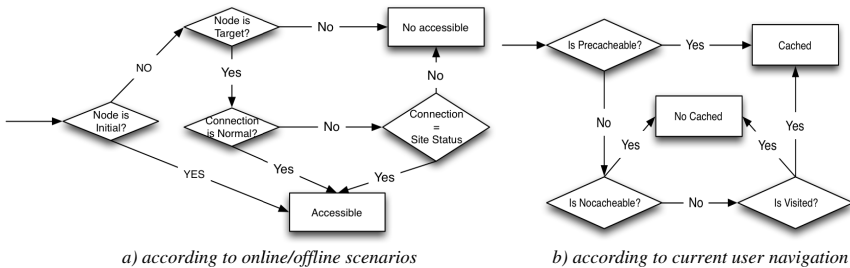 Node is
Target?
No
No accessible
NO
Yes
No
Node is
Initial?
Connection
is Normal?
No
Connection
=
Site Status
YES
Yes
Yes
Accessible
a) according to online/offline scenarios
Is Precacheable?
Yes
Cached
No
No Cached
Yes
Yes
Yes
Is Nocacheable?
No
Is Visited?
b) according to current user navigation